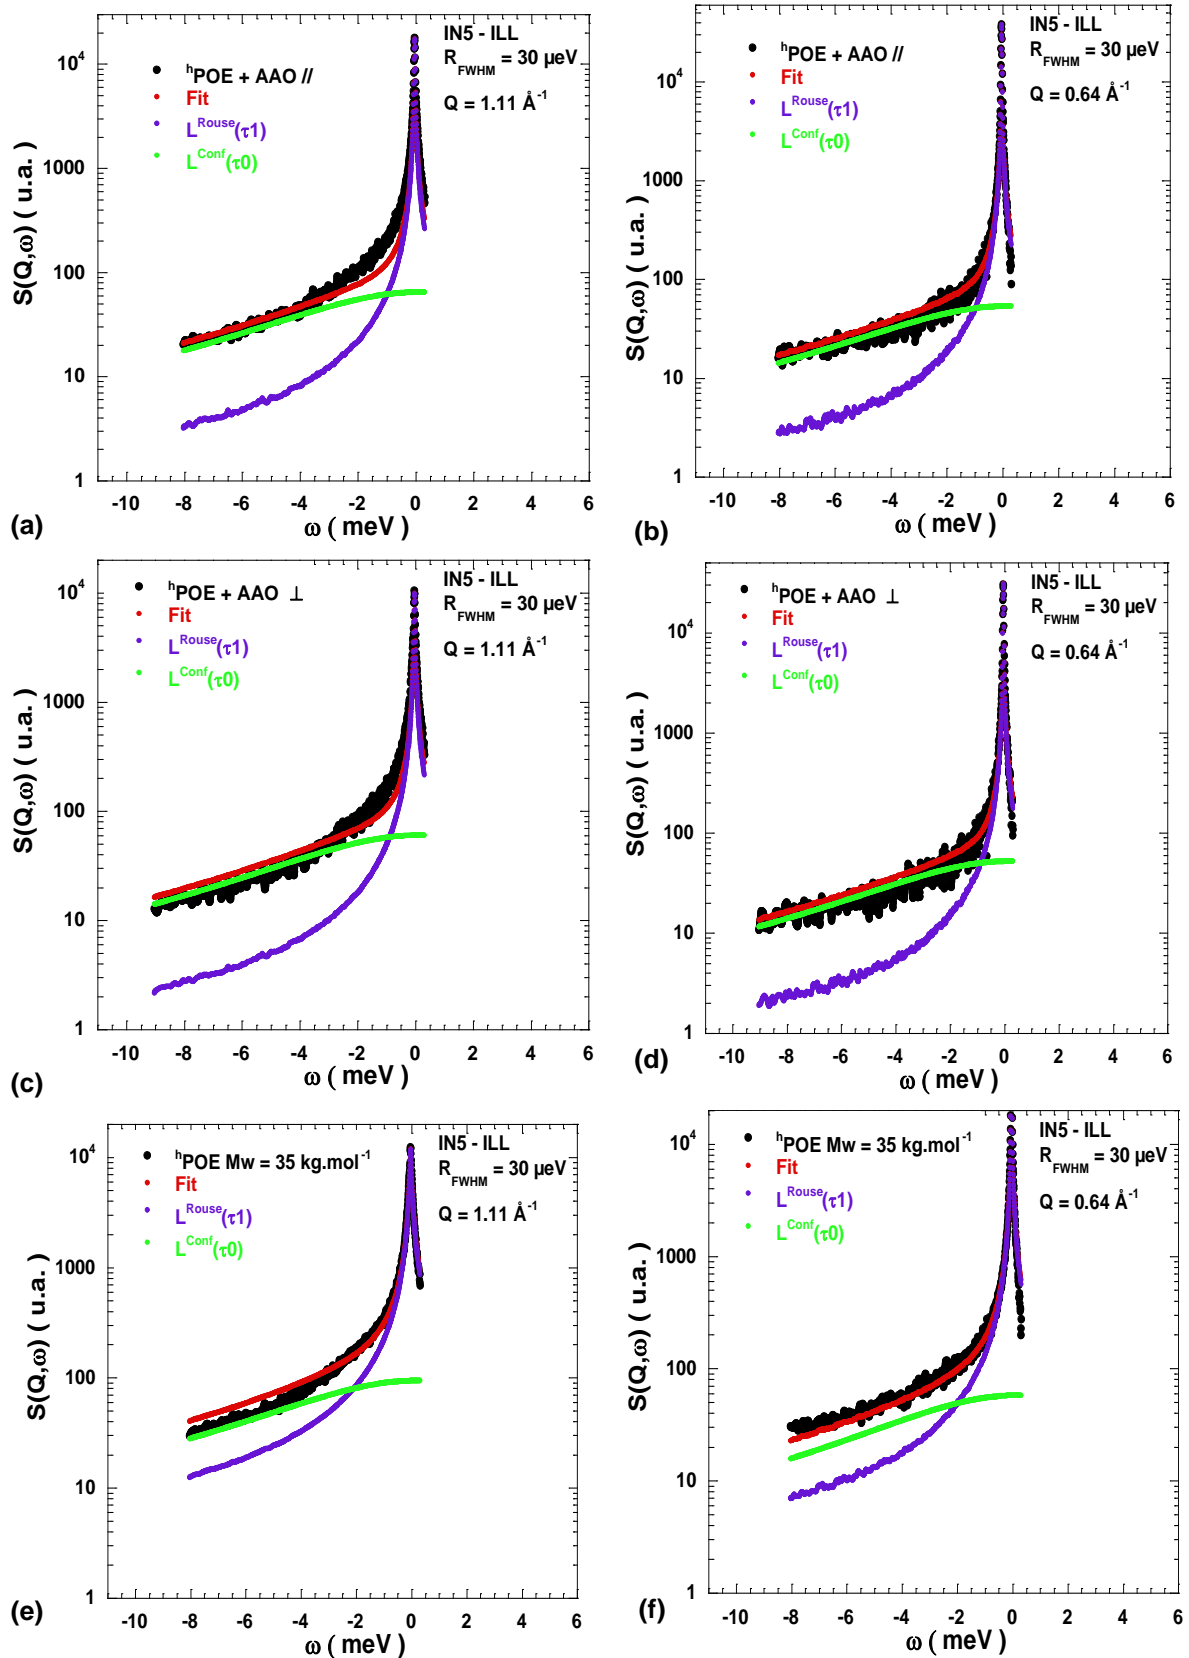 IN5 - ILL
R_FWHM = 30 µeV
Q = 1.11 Å⁻¹
ʰPOE + AAO //
Fit
L^Rouse(τ1)
L^Conf(τ0)
S(Q,ω) ( u.a. )
10⁴
1000
100
10
1
-10 -8 -6 -4 -2 0 2 4 6
ω ( meV )
(a)
IN5 - ILL
R_FWHM = 30 µeV
Q = 0.64 Å⁻¹
ʰPOE + AAO //
Fit
L^Rouse(τ1)
L^Conf(τ0)
S(Q,ω) ( u.a. )
10⁴
1000
100
10
1
-10 -8 -6 -4 -2 0 2 4 6
ω ( meV )
(b)
IN5 - ILL
R_FWHM = 30 µeV
Q = 1.11 Å⁻¹
ʰPOE + AAO ⊥
Fit
L^Rouse(τ1)
L^Conf(τ0)
S(Q,ω) ( u.a. )
10⁴
1000
100
10
1
-10 -8 -6 -4 -2 0 2 4 6
ω ( meV )
(c)
IN5 - ILL
R_FWHM = 30 µeV
Q = 0.64 Å⁻¹
ʰPOE + AAO ⊥
Fit
L^Rouse(τ1)
L^Conf(τ0)
S(Q,ω) ( u.a. )
10⁴
1000
100
10
1
-10 -8 -6 -4 -2 0 2 4 6
ω ( meV )
(d)
IN5 - ILL
R_FWHM = 30 µeV
Q = 1.11 Å⁻¹
ʰPOE Mw = 35 kg.mol⁻¹
Fit
L^Rouse(τ1)
L^Conf(τ0)
S(Q,ω) ( u.a. )
10⁴
1000
100
10
1
-10 -8 -6 -4 -2 0 2 4 6
ω ( meV )
(e)
IN5 - ILL
R_FWHM = 30 µeV
Q = 0.64 Å⁻¹
ʰPOE Mw = 35 kg.mol⁻¹
Fit
L^Rouse(τ1)
L^Conf(τ0)
S(Q,ω) ( u.a. )
10⁴
1000
100
10
1
-10 -8 -6 -4 -2 0 2 4 6
ω ( meV )
(f)